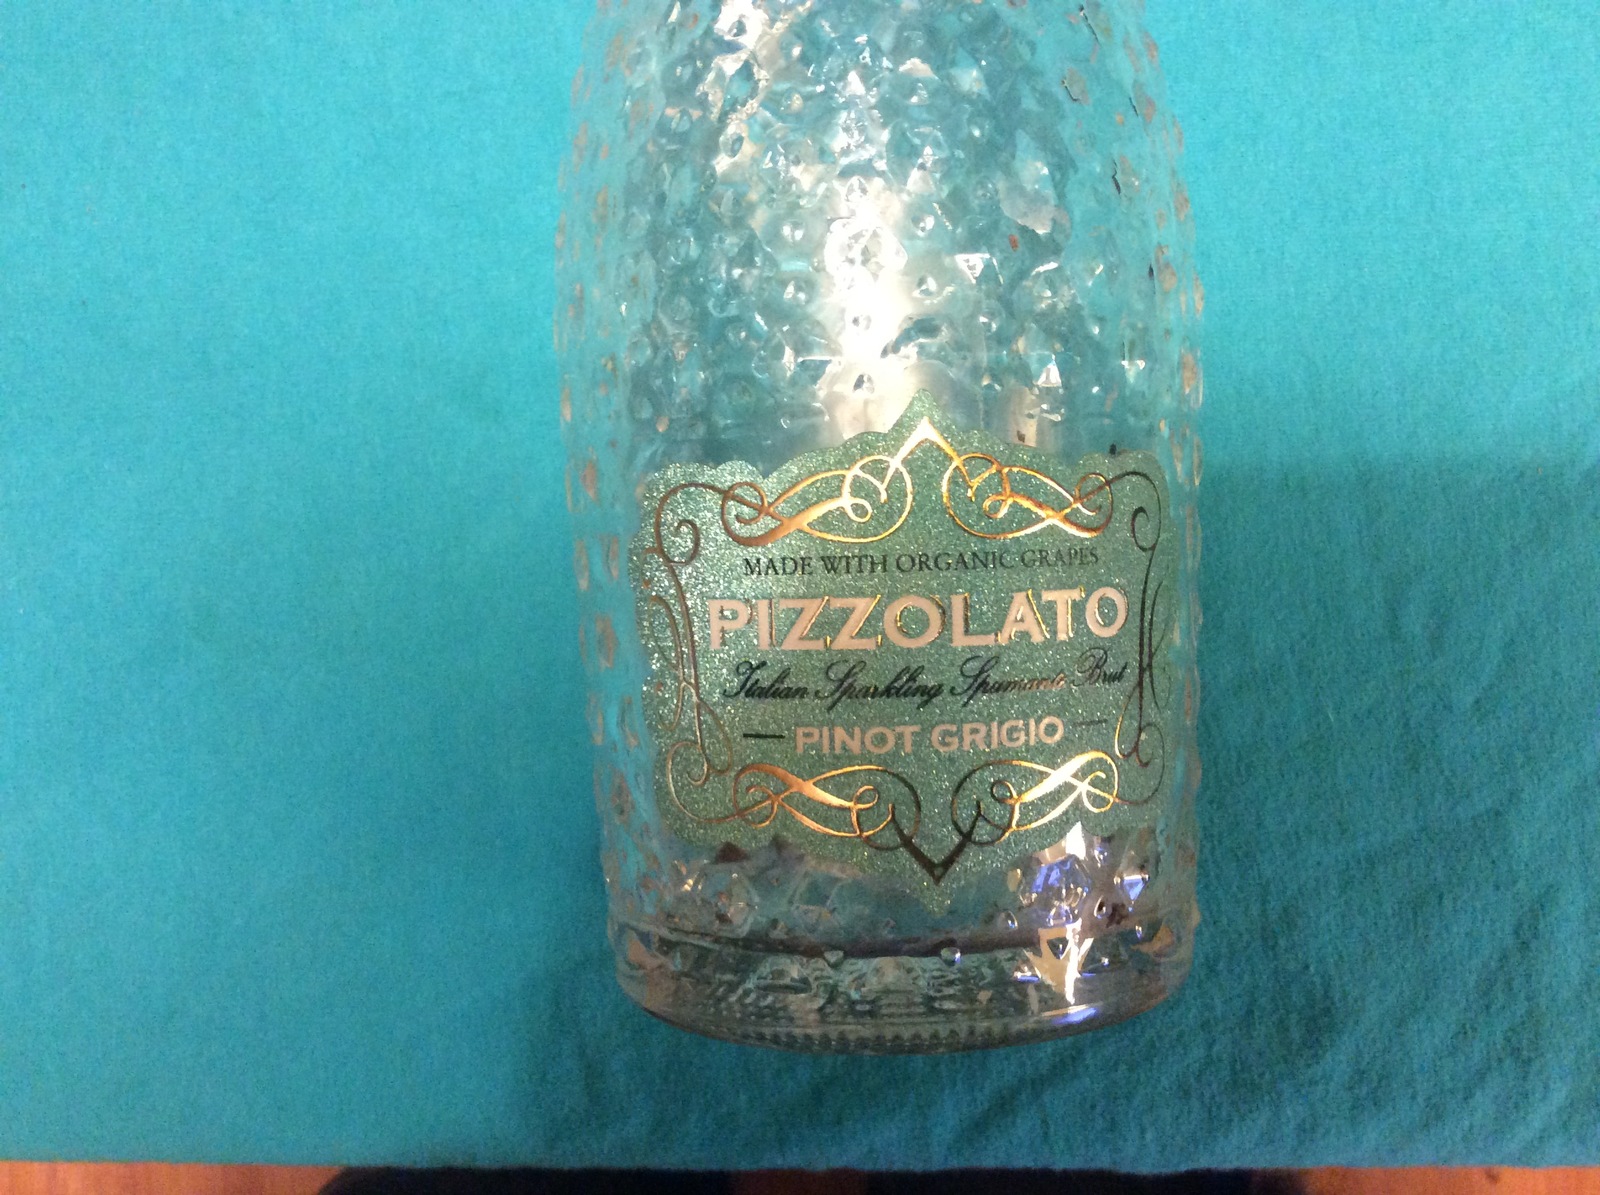 MADE WITH ORGANIC GRAPES
PIZZOLATO
Italian Sparkling Spumante Brut
PINOT GRIGIO